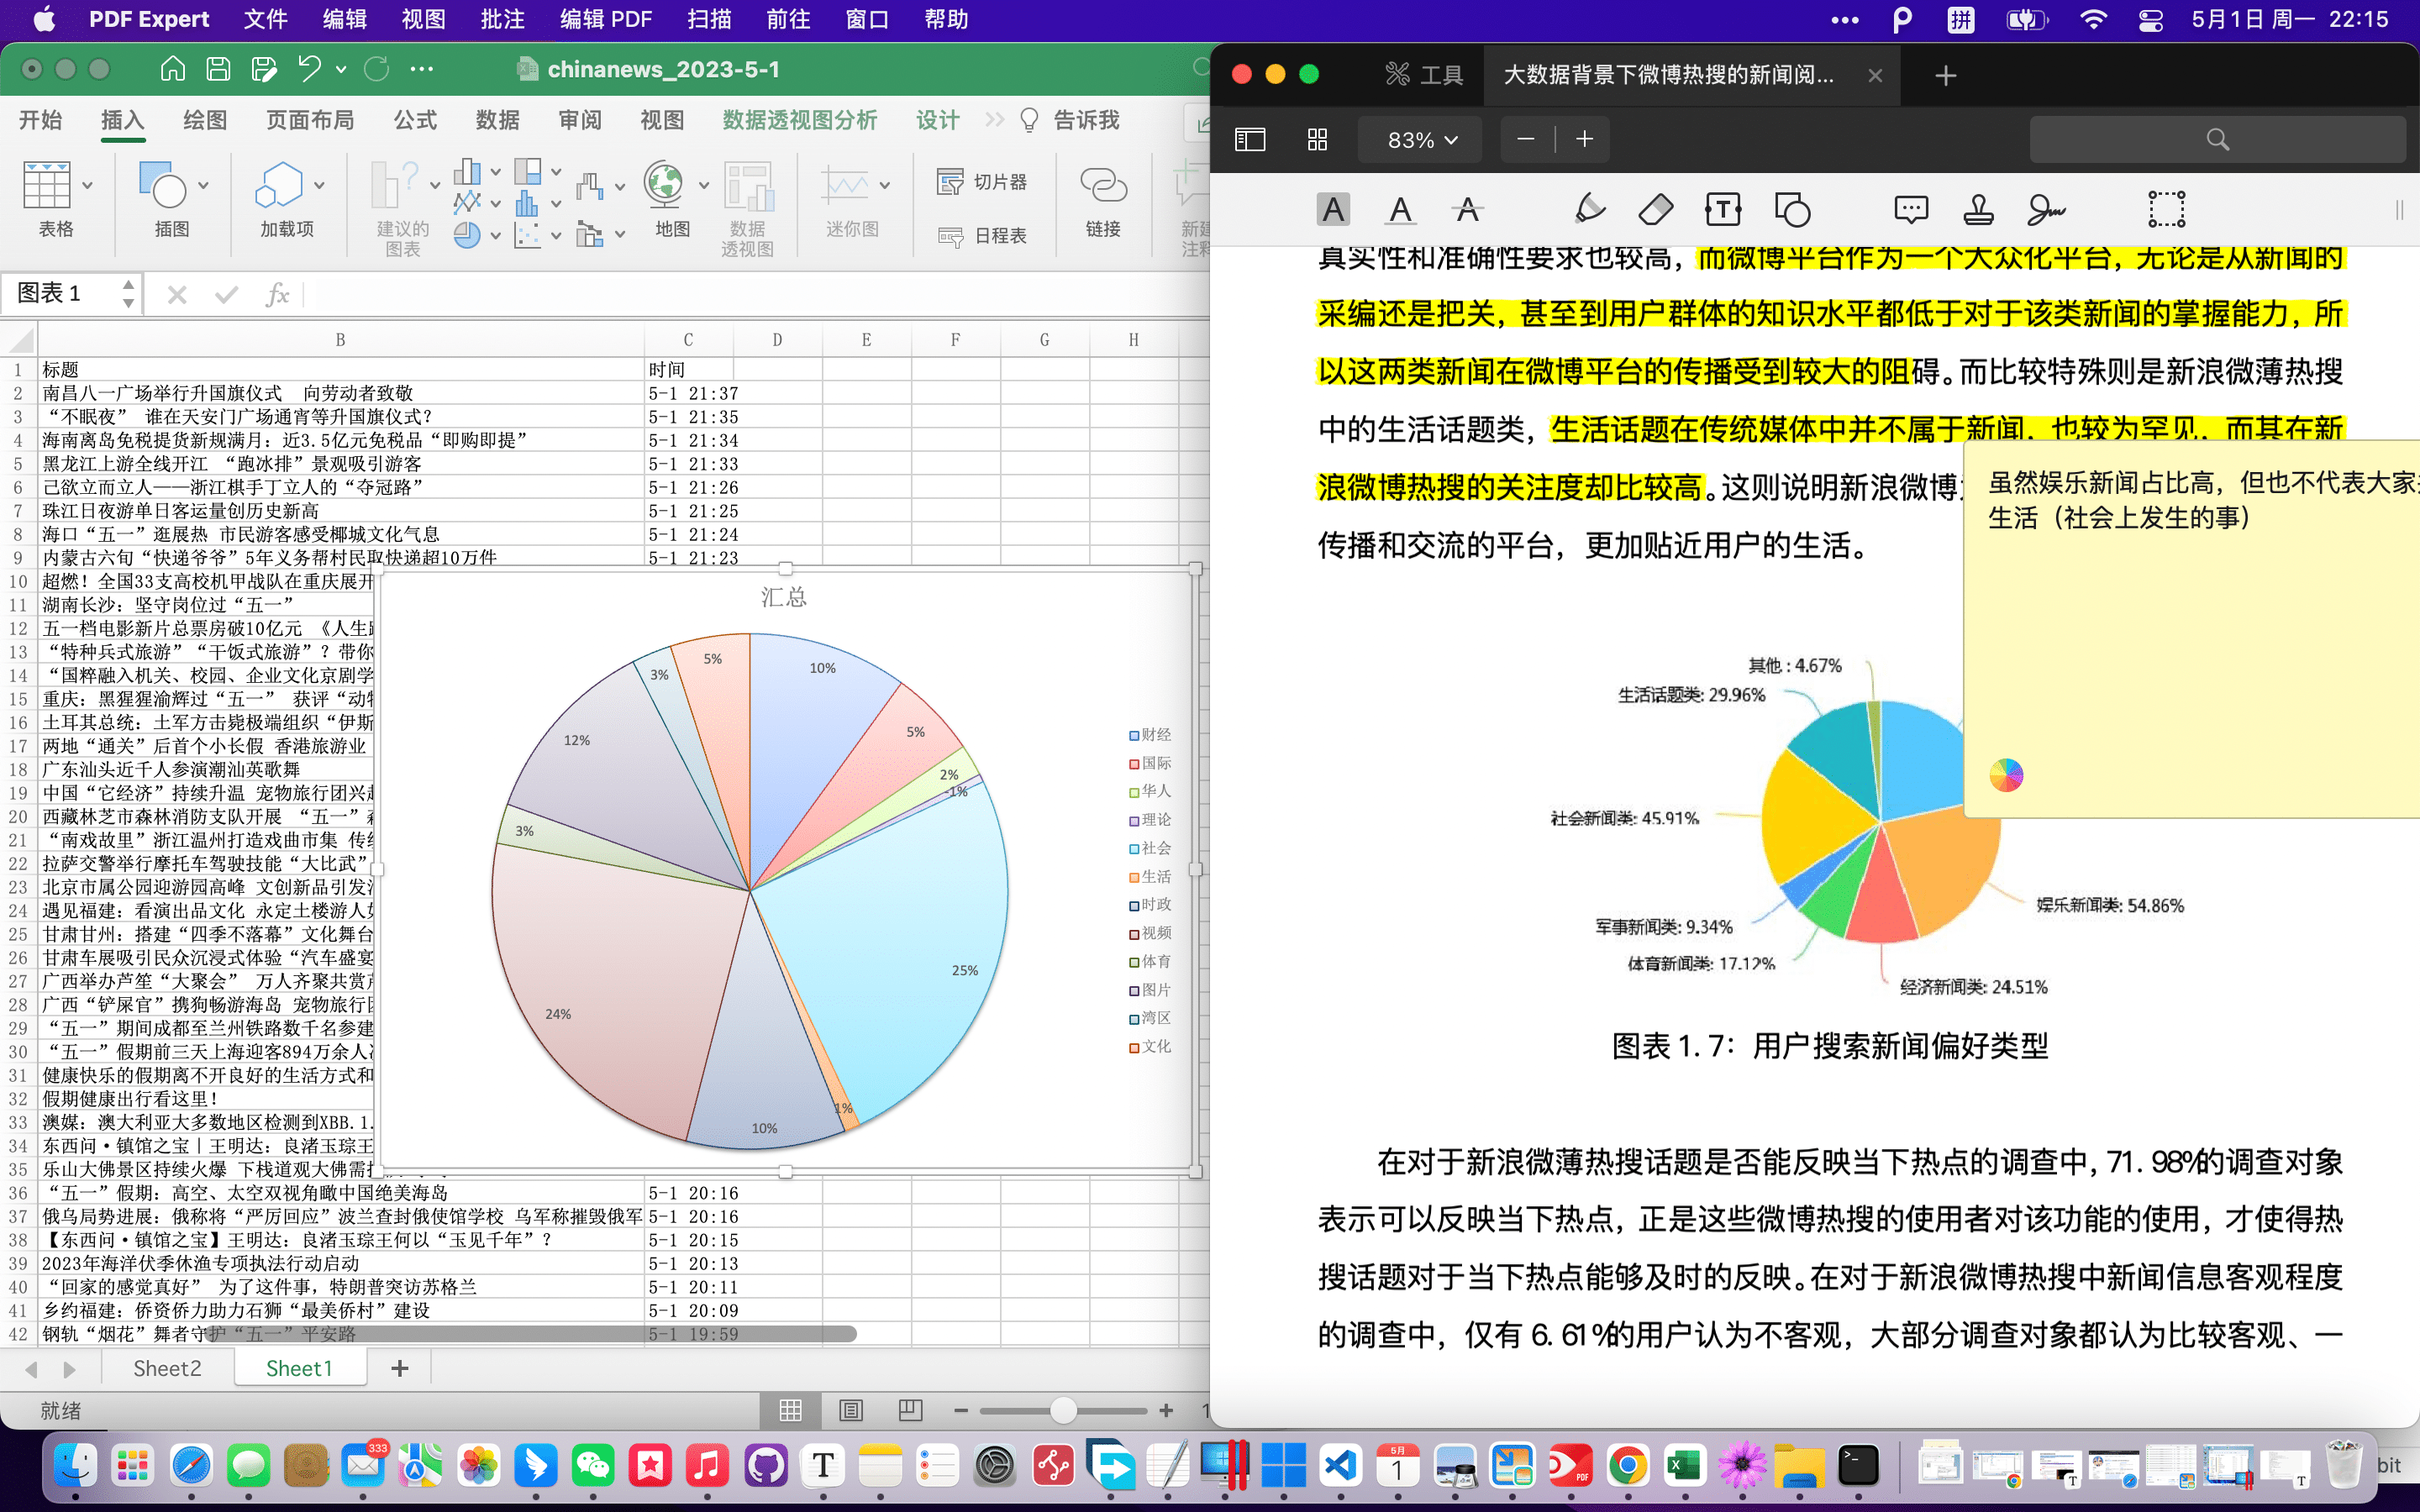 PDF Expert 文件 编辑 视图 批注 编辑 PDF 扫描 前往 窗口 帮助
拼 5月1日 周一 22:15
chinanews_2023-5-1
开始 插入 绘图 页面布局 公式 数据 审阅 视图 数据透视图分析 设计 告诉我
表格
插图
加载项
建议的
图表
地图
数据
透视图
迷你图
切片器
日程表
链接
新建
图表 1
fx
B C D E F G H
1 标题 时间
2 南昌八一广场举行升国旗仪式 向劳动者致敬 5-1 21:37
3 “不眠夜” 谁在天安门广场通宵等升国旗仪式? 5-1 21:35
4 海南离岛免税提货新规满月: 近3.5亿元免税品“即购即提” 5-1 21:34
5 黑龙江上游全线开江 “跑冰排”景观吸引游客 5-1 21:33
6 己欲立而立人——浙江棋手丁立人的“夺冠路” 5-1 21:26
7 珠江日夜游单日客运量创历史新高 5-1 21:25
8 海口“五一”逛展热 市民游客感受椰城文化气息 5-1 21:24
9 内蒙古六旬“快递爷爷”5年义务帮村民取快递超10万件 5-1 21:23
10 超燃! 全国33支高校机甲战队在重庆展开
11 湖南长沙: 坚守岗位过“五一”
12 五一档电影新片总票房破10亿元 《人生路
13 “特种兵式旅游”“干饭式旅游”? 带你
14 “国粹融入机关、校园、企业文化京剧学
15 重庆: 黑猩猩渝辉过“五一” 获评“动物
16 土耳其总统: 土军方击毙极端组织“伊斯
17 两地“通关”后首个小长假 香港旅游业
18 广东汕头近千人参演潮汕英歌舞
19 中国“它经济”持续升温 宠物旅行团兴起
20 西藏林芝市森林消防支队开展 “五一”森
21 “南戏故里”浙江温州打造戏曲市集 传统
22 拉萨交警举行摩托车驾驶技能“大比武”
23 北京市属公园迎游园高峰 文创新品引发
24 遇见福建: 看演出品文化 永定土楼游人如
25 甘肃甘州: 搭建“四季不落幕”文化舞台
26 甘肃车展吸引民众沉浸式体验“汽车盛宴
27 广西举办芦笙“大聚会” 万人齐聚共赏
28 广西“铲屎官”携狗畅游海岛 宠物旅行团
29 “五一”期间成都至兰州铁路数千名参建
30 “五一”假期前三天上海迎客894万余人次
31 健康快乐的假期离不开良好的生活方式和
32 假期健康出行看这里!
33 澳媒: 澳大利亚大多数地区检测到XBB.1.
34 东西问·镇馆之宝丨王明达: 良渚玉琮王
35 乐山大佛景区持续火爆 下栈道观大佛需
36 “五一”假期: 高空、太空双视角瞰中国绝美海岛 5-1 20:16
37 俄乌局势进展: 俄称将“严厉回应”波兰查封俄使馆学校 乌军称摧毁俄军 5-1 20:16
38 【东西问·镇馆之宝】王明达: 良渚玉琮王何以“玉见千年”? 5-1 20:15
39 2023年海洋伏季休渔专项执法行动启动 5-1 20:13
40 “回家的感觉真好” 为了这件事, 特朗普突访苏格兰 5-1 20:11
41 乡约福建: 侨资侨力助力石狮“最美侨村”建设 5-1 20:09
42 钢轨“烟花”舞者守护“五一”平安路 5-1 19:59
汇总
10%
5%
2%
1%
25%
1%
10%
24%
3%
12%
3%
5%
财经
国际
华人
理论
社会
生活
时政
视频
体育
图片
湾区
文化
Sheet2 Sheet1
就绪
工具 大数据背景下微博热搜的新闻阅...
83%
真实性和准确性要求也较高, 而微博平台作为一个大众化平台, 无论是从新闻的
采编还是把关, 甚至到用户群体的知识水平都低于对于该类新闻的掌握能力, 所
以这两类新闻在微博平台的传播受到较大的阻碍。而比较特殊则是新浪微薄热搜
中的生活话题类, 生活话题在传统媒体中并不属于新闻, 也较为罕见, 而其在新
浪微博热搜的关注度却比较高。这则说明新浪微博
传播和交流的平台, 更加贴近用户的生活。
虽然娱乐新闻占比高, 但也不代表大家
生活 (社会上发生的事)
其他 : 4.67%
生活话题类: 29.96%
社会新闻类: 45.91%
军事新闻类: 9.34%
体育新闻类: 17.12%
经济新闻类: 24.51%
娱乐新闻类: 54.86%
图表 1. 7: 用户搜索新闻偏好类型
在对于新浪微薄热搜话题是否能反映当下热点的调查中, 71. 98%的调查对象
表示可以反映当下热点, 正是这些微博热搜的使用者对该功能的使用, 才使得热
搜话题对于当下热点能够及时的反映。在对于新浪微博热搜中新闻信息客观程度
的调查中, 仅有 6. 61%的用户认为不客观, 大部分调查对象都认为比较客观、一
333
5月
1
PDF
bit